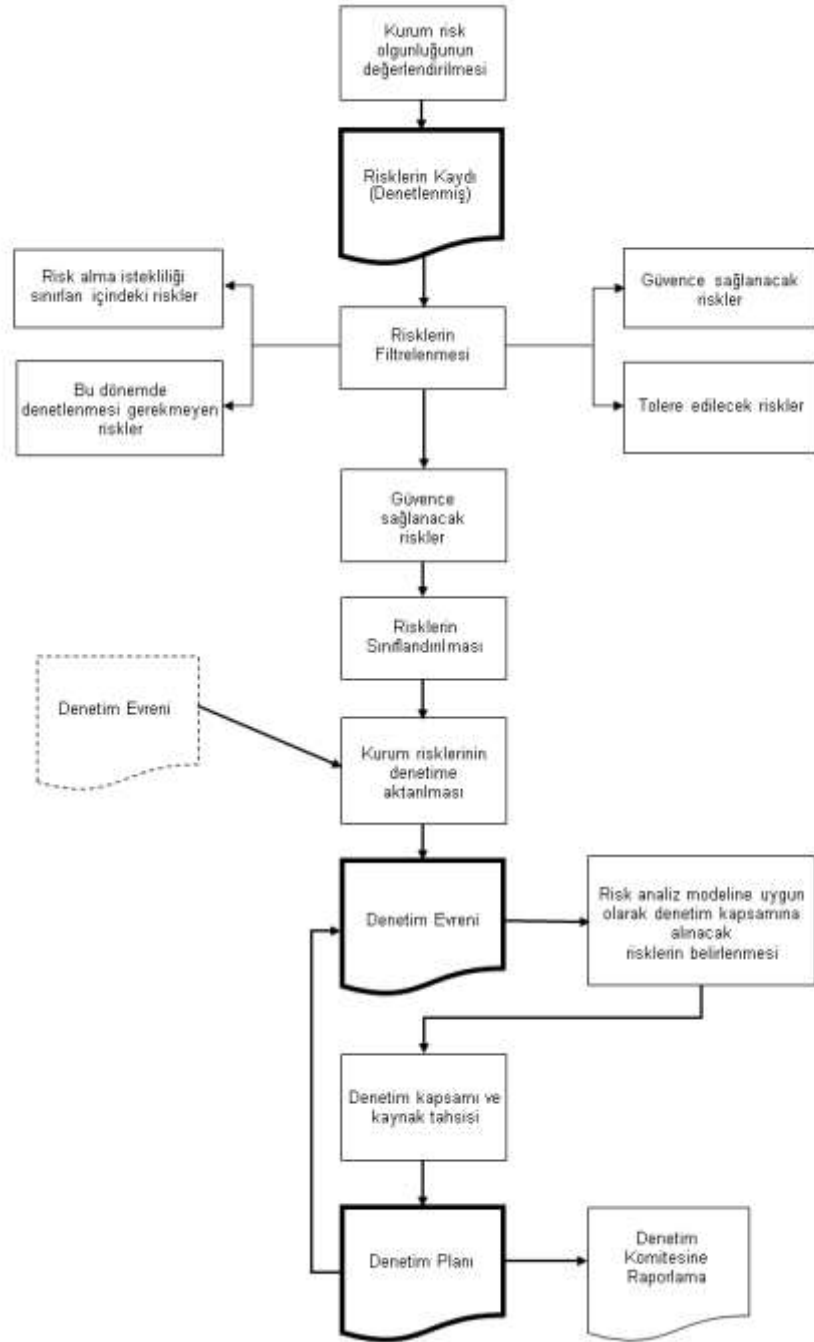 Kurum risk
olgunluğunun
değerlendirilmesi
Risklerin Kaydı
(Denetlenmiş)
Risk alma istekliliği
sınırları içindeki riskler
Güvence sağlanacak
riskler
Risklerin
Filtrelenmesi
Bu dönemde
denetlenmesi gerekmeyen
riskler
Tolere edilecek riskler
Güvence
sağlanacak
riskler
Risklerin
Sınıflandırılması
Denetim Evreni
Kurum risklerinin
denetime
aktarılması
Denetim Evreni
Risk analiz modeline uygun
olarak denetim kapsamına
alınacak
risklerin belirlenmesi
Denetim kapsamı ve
kaynak tahsisi
Denetim Planı
Denetim
Komitesine
Raporlama